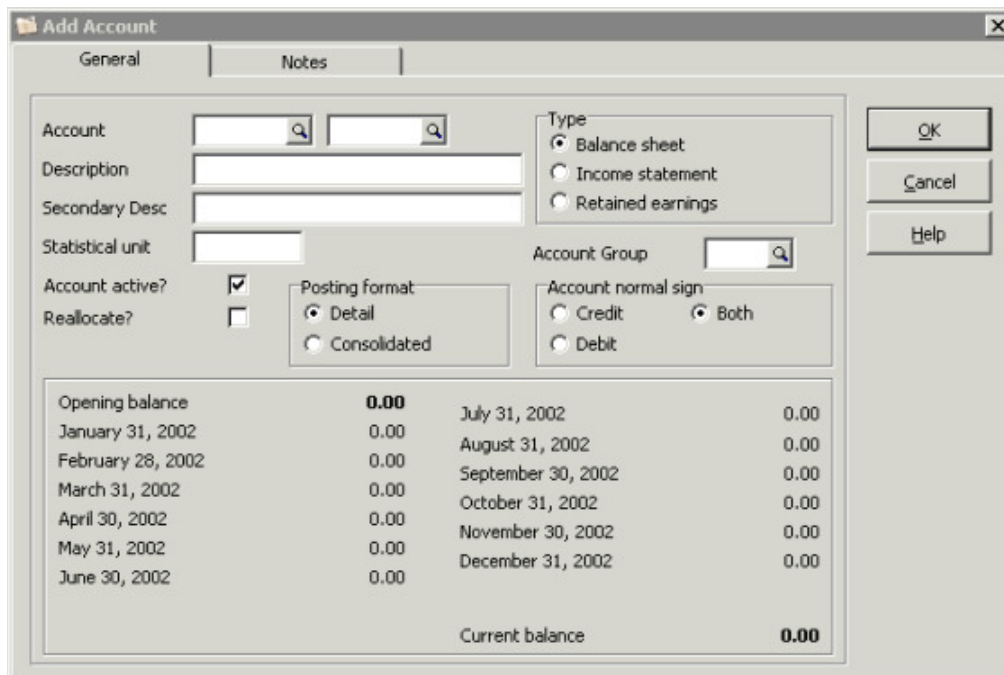 Add Account
General Notes
Account
Description
Secondary Desc
Statistical unit
Account active?
Reallocate?
Type
Balance sheet
Income statement
Retained earnings
Account Group
Posting format
Detail
Consolidated
Account normal sign
Credit Both
Debit
OK
Cancel
Help
Opening balance 0.00
January 31, 2002 0.00
February 28, 2002 0.00
March 31, 2002 0.00
April 30, 2002 0.00
May 31, 2002 0.00
June 30, 2002 0.00
July 31, 2002 0.00
August 31, 2002 0.00
September 30, 2002 0.00
October 31, 2002 0.00
November 30, 2002 0.00
December 31, 2002 0.00
Current balance 0.00